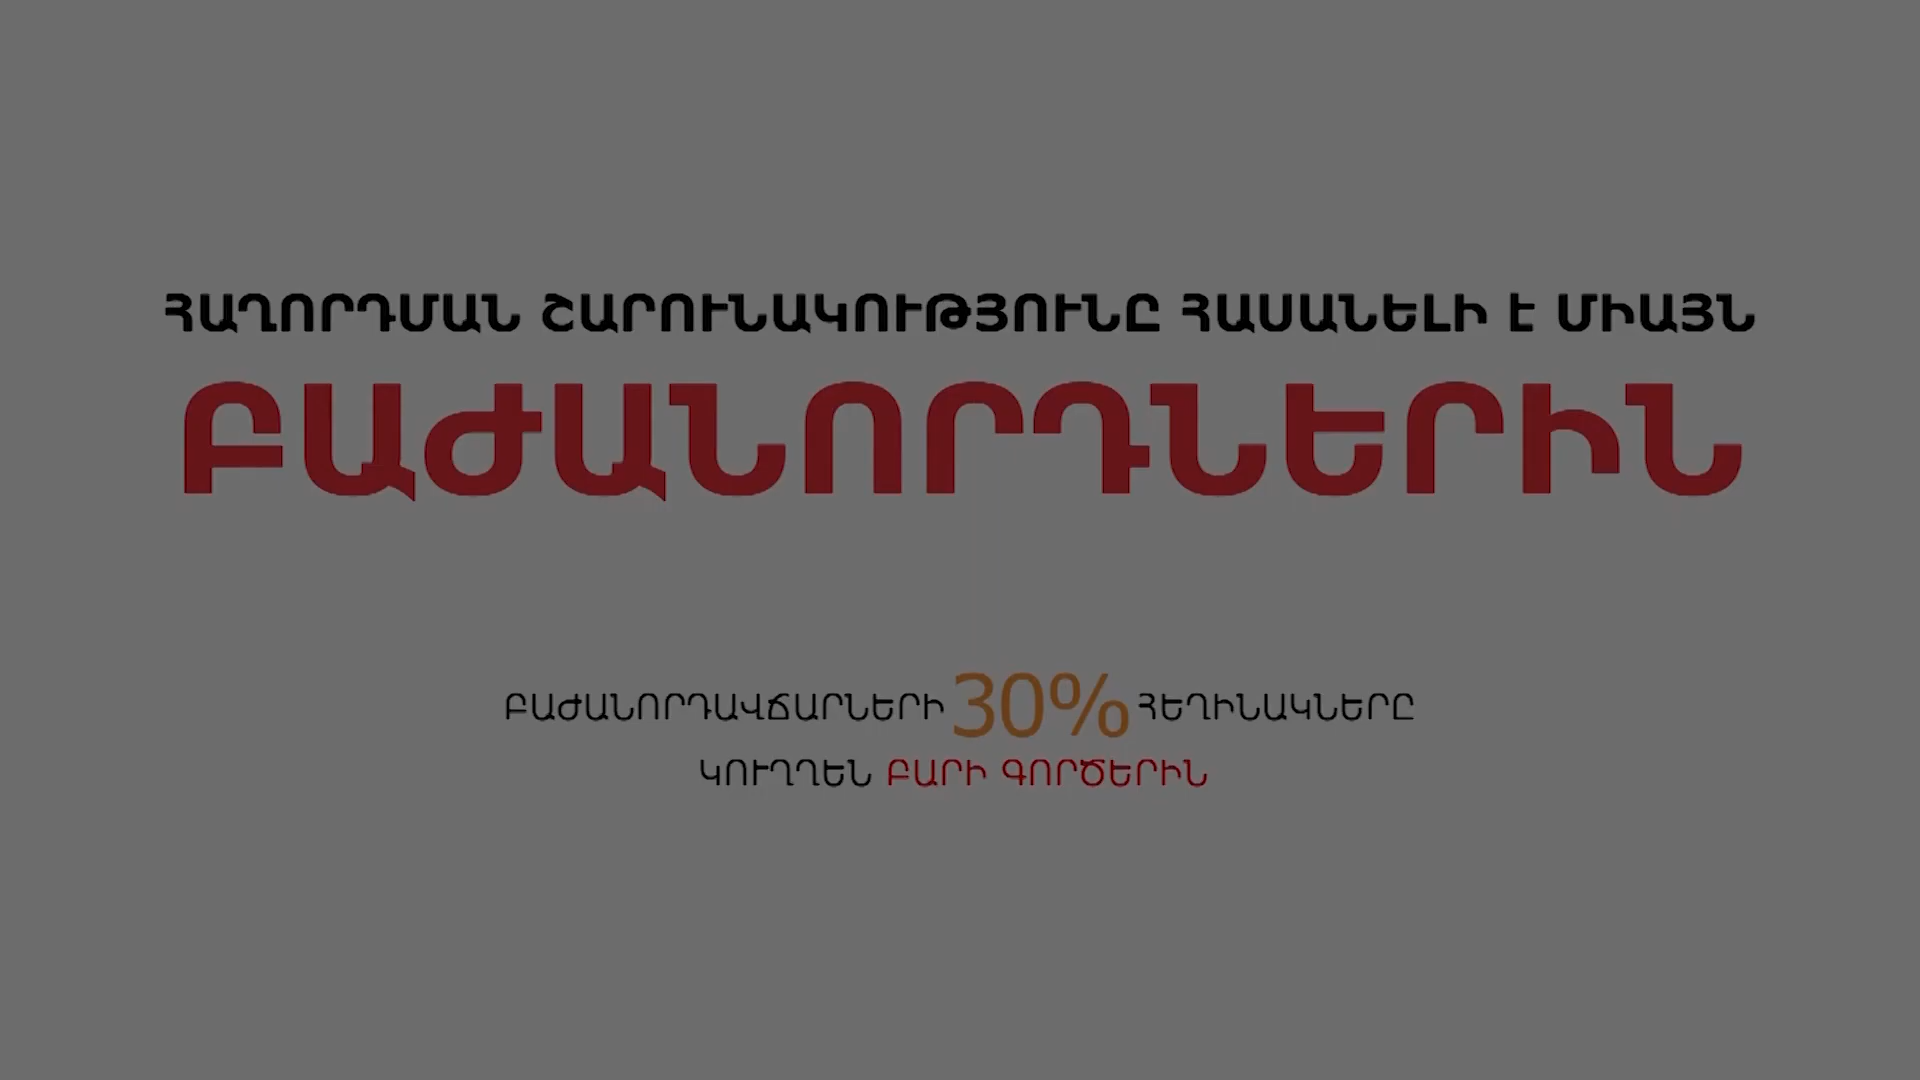 ՀԱՂՈՐԴՄԱՆ ՇԱՐՈՒՆԱԿՈՒԹՅՈՒՆԸ ՀԱՍԱՆԵԼԻ Է ՄԻԱՅՆ
ԲԱԺԱՆՈՐԴՆԵՐԻՆ
ԲԱԺԱՆՈՐԴԱՎՃԱՐՆԵՐԻ 30% ՀԵՂԻՆԱԿՆԵՐԸ
ԿՈՒՂՂԵՆ ԲԱՐԻ ԳՈՐԾԵՐԻՆ